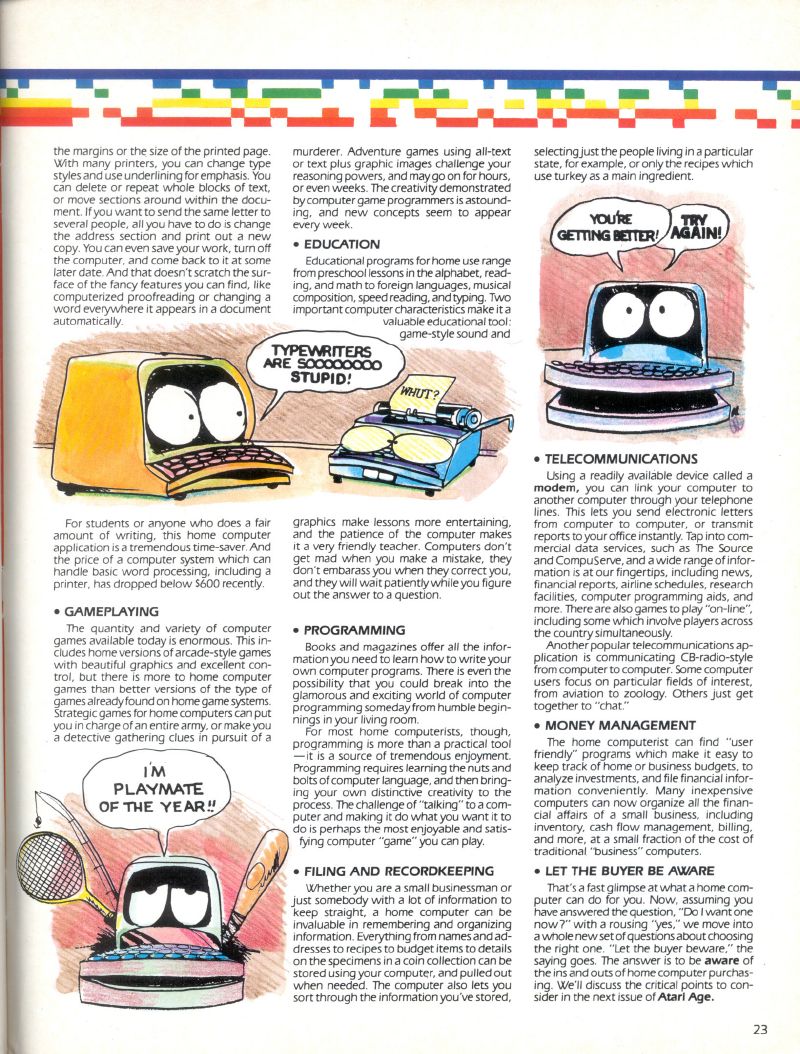 the margins or the size of the printed page.
With many printers, you can change type
styles and use underlining for emphasis. You
can delete or repeat whole blocks of text,
or move sections around within the docu-
ment. If you want to send the same letter to
several people, all you have to do is change
the address section and print out a new
copy. You can even save your work, turn off
the computer, and come back to it at some
later date. And that doesn't scratch the sur-
face of the fancy features you can find, like
computerized proofreading or changing a
word everywhere it appears in a document
automatically.
TYPEWRITERS
ARE SOOOOOOOO
STUPID!
WHUT?
For students or anyone who does a fair
amount of writing, this home computer
application is a tremendous time-saver. And
the price of a computer system which can
handle basic word processing, including a
printer, has dropped below $600 recently.
• GAMEPLAYING
The quantity and variety of computer
games available today is enormous. This in-
cludes home versions of arcade-style games
with beautiful graphics and excellent con-
trol, but there is more to home computer
games than better versions of the type of
games already found on home game systems.
Strategic games for home computers can put
you in charge of an entire army, or make you
a detective gathering clues in pursuit of a
I'M
PLAYMATE
OF THE YEAR!!
murderer. Adventure games using all-text
or text plus graphic images challenge your
reasoning powers, and may go on for hours,
or even weeks. The creativity demonstrated
by computer game programmers is astound-
ing, and new concepts seem to appear
every week.
• EDUCATION
Educational programs for home use range
from preschool lessons in the alphabet, read-
ing, and math to foreign languages, musical
composition, speed reading, and typing. Two
important computer characteristics make it a
valuable educational tool:
game-style sound and
graphics make lessons more entertaining,
and the patience of the computer makes
it a very friendly teacher. Computers don't
get mad when you make a mistake, they
don't embarass you when they correct you,
and they will wait patiently while you figure
out the answer to a question.
• PROGRAMMING
Books and magazines offer all the infor-
mation you need to learn how to write your
own computer programs. There is even the
possibility that you could break into the
glamorous and exciting world of computer
programming someday from humble begin-
nings in your living room.
For most home computerists, though,
programming is more than a practical tool
—it is a source of tremendous enjoyment.
Programming requires learning the nuts and
bolts of computer language, and then bring-
ing your own distinctive creativity to the
process. The challenge of "talking" to a com-
puter and making it do what you want it to
do is perhaps the most enjoyable and satis-
fying computer "game" you can play.
• FILING AND RECORDKEEPING
Whether you are a small businessman or
just somebody with a lot of information to
keep straight, a home computer can be
invaluable in remembering and organizing
information. Everything from names and ad-
dresses to recipes to budget items to details
on the specimens in a coin collection can be
stored using your computer, and pulled out
when needed. The computer also lets you
sort through the information you've stored,
selecting just the people living in a particular
state, for example, or only the recipes which
use turkey as a main ingredient.
YOU'RE
GETTING BETTER!
TRY
AGAIN!
• TELECOMMUNICATIONS
Using a readily available device called a
modem, you can link your computer to
another computer through your telephone
lines. This lets you send electronic letters
from computer to computer, or transmit
reports to your office instantly. Tap into com-
mercial data services, such as The Source
and CompuServe, and a wide range of infor-
mation is at our fingertips, including news,
financial reports, airline schedules, research
facilities, computer programming aids, and
more. There are also games to play "on-line",
including some which involve players across
the country simultaneously.
Another popular telecommunications ap-
plication is communicating CB-radio-style
from computer to computer. Some computer
users focus on particular fields of interest,
from aviation to zoology. Others just get
together to "chat."
• MONEY MANAGEMENT
The home computerist can find "user
friendly" programs which make it easy to
keep track of home or business budgets, to
analyze investments, and file financial infor-
mation conveniently. Many inexpensive
computers can now organize all the finan-
cial affairs of a small business, including
inventory, cash flow management, billing,
and more, at a small fraction of the cost of
traditional "business" computers.
• LET THE BUYER BE AWARE
That's a fast glimpse at what a home com-
puter can do for you. Now, assuming you
have answered the question, "Do I want one
now?" with a rousing "yes," we move into
a whole new set of questions about choosing
the right one. "Let the buyer beware," the
saying goes. The answer is to be aware of
the ins and outs of home computer purchas-
ing. We'll discuss the critical points to con-
sider in the next issue of Atari Age.
23